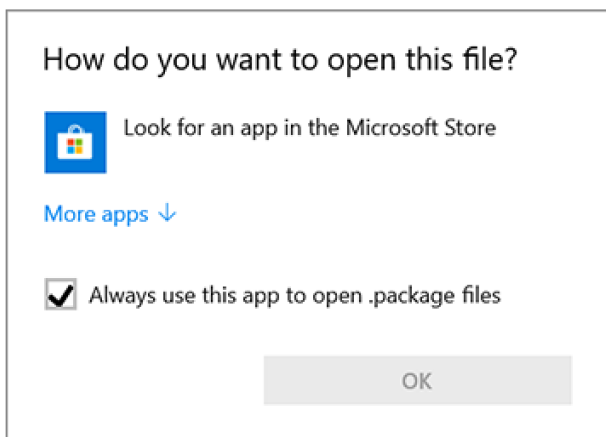 How do you want to open this file?
Look for an app in the Microsoft Store
More apps ↓
Always use this app to open .package files
OK